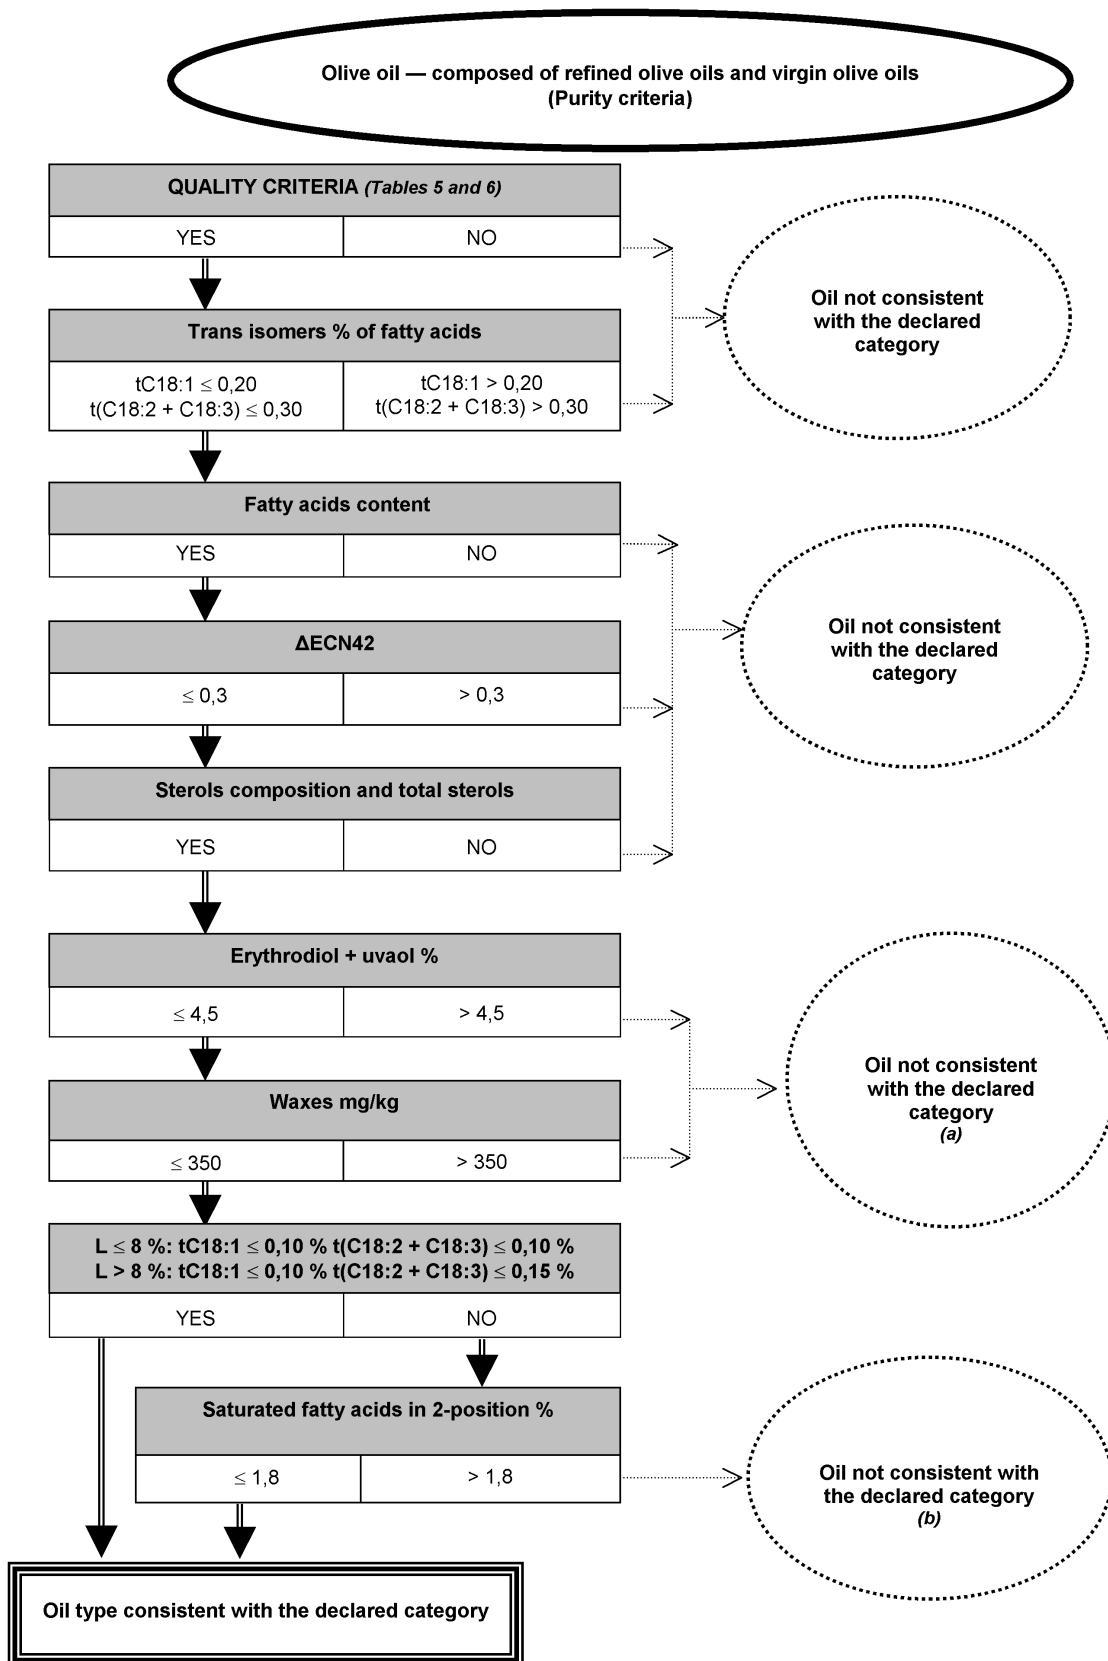 Olive oil — composed of refined olive oils and virgin olive oils
(Purity criteria)
QUALITY CRITERIA (Tables 5 and 6)
YES NO
Oil not consistent
with the declared
category
Trans isomers % of fatty acids
tC18:1 ≤ 0,20 tC18:1 > 0,20
t(C18:2 + C18:3) ≤ 0,30 t(C18:2 + C18:3) > 0,30
Fatty acids content
YES NO
Oil not consistent
with the declared
category
ΔECN42
≤ 0,3 > 0,3
Sterols composition and total sterols
YES NO
Erythrodiol + uvaol %
≤ 4,5 > 4,5
Oil not consistent
with the declared
category
(a)
Waxes mg/kg
≤ 350 > 350
L ≤ 8 %: tC18:1 ≤ 0,10 % t(C18:2 + C18:3) ≤ 0,10 %
L > 8 %: tC18:1 ≤ 0,10 % t(C18:2 + C18:3) ≤ 0,15 %
YES NO
Saturated fatty acids in 2-position %
≤ 1,8 > 1,8
Oil not consistent with
the declared category
(b)
Oil type consistent with the declared category